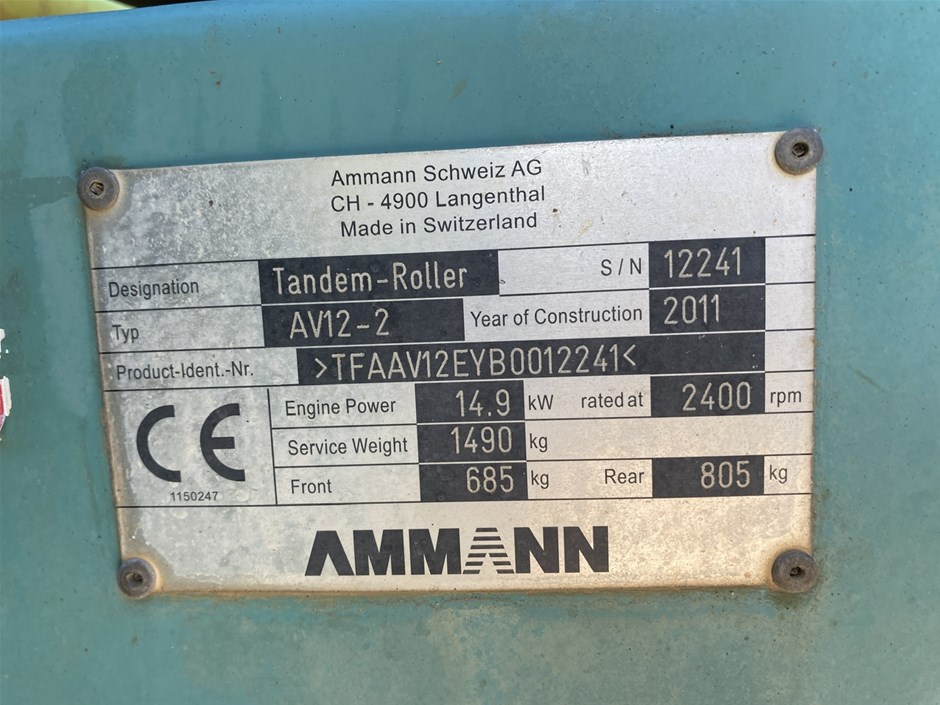 Ammann Schweiz AG
CH - 4900 Langenthal
Made in Switzerland
Designation Tandem-Roller S / N 12241
Typ AV12-2 Year of Construction 2011
Product-Ident.-Nr. >TFAAV12EYB0012241<
Engine Power 14.9 kW rated at 2400 rpm
Service Weight 1490 kg
Front 685 kg Rear 805 kg
CE
1150247
AMMANN